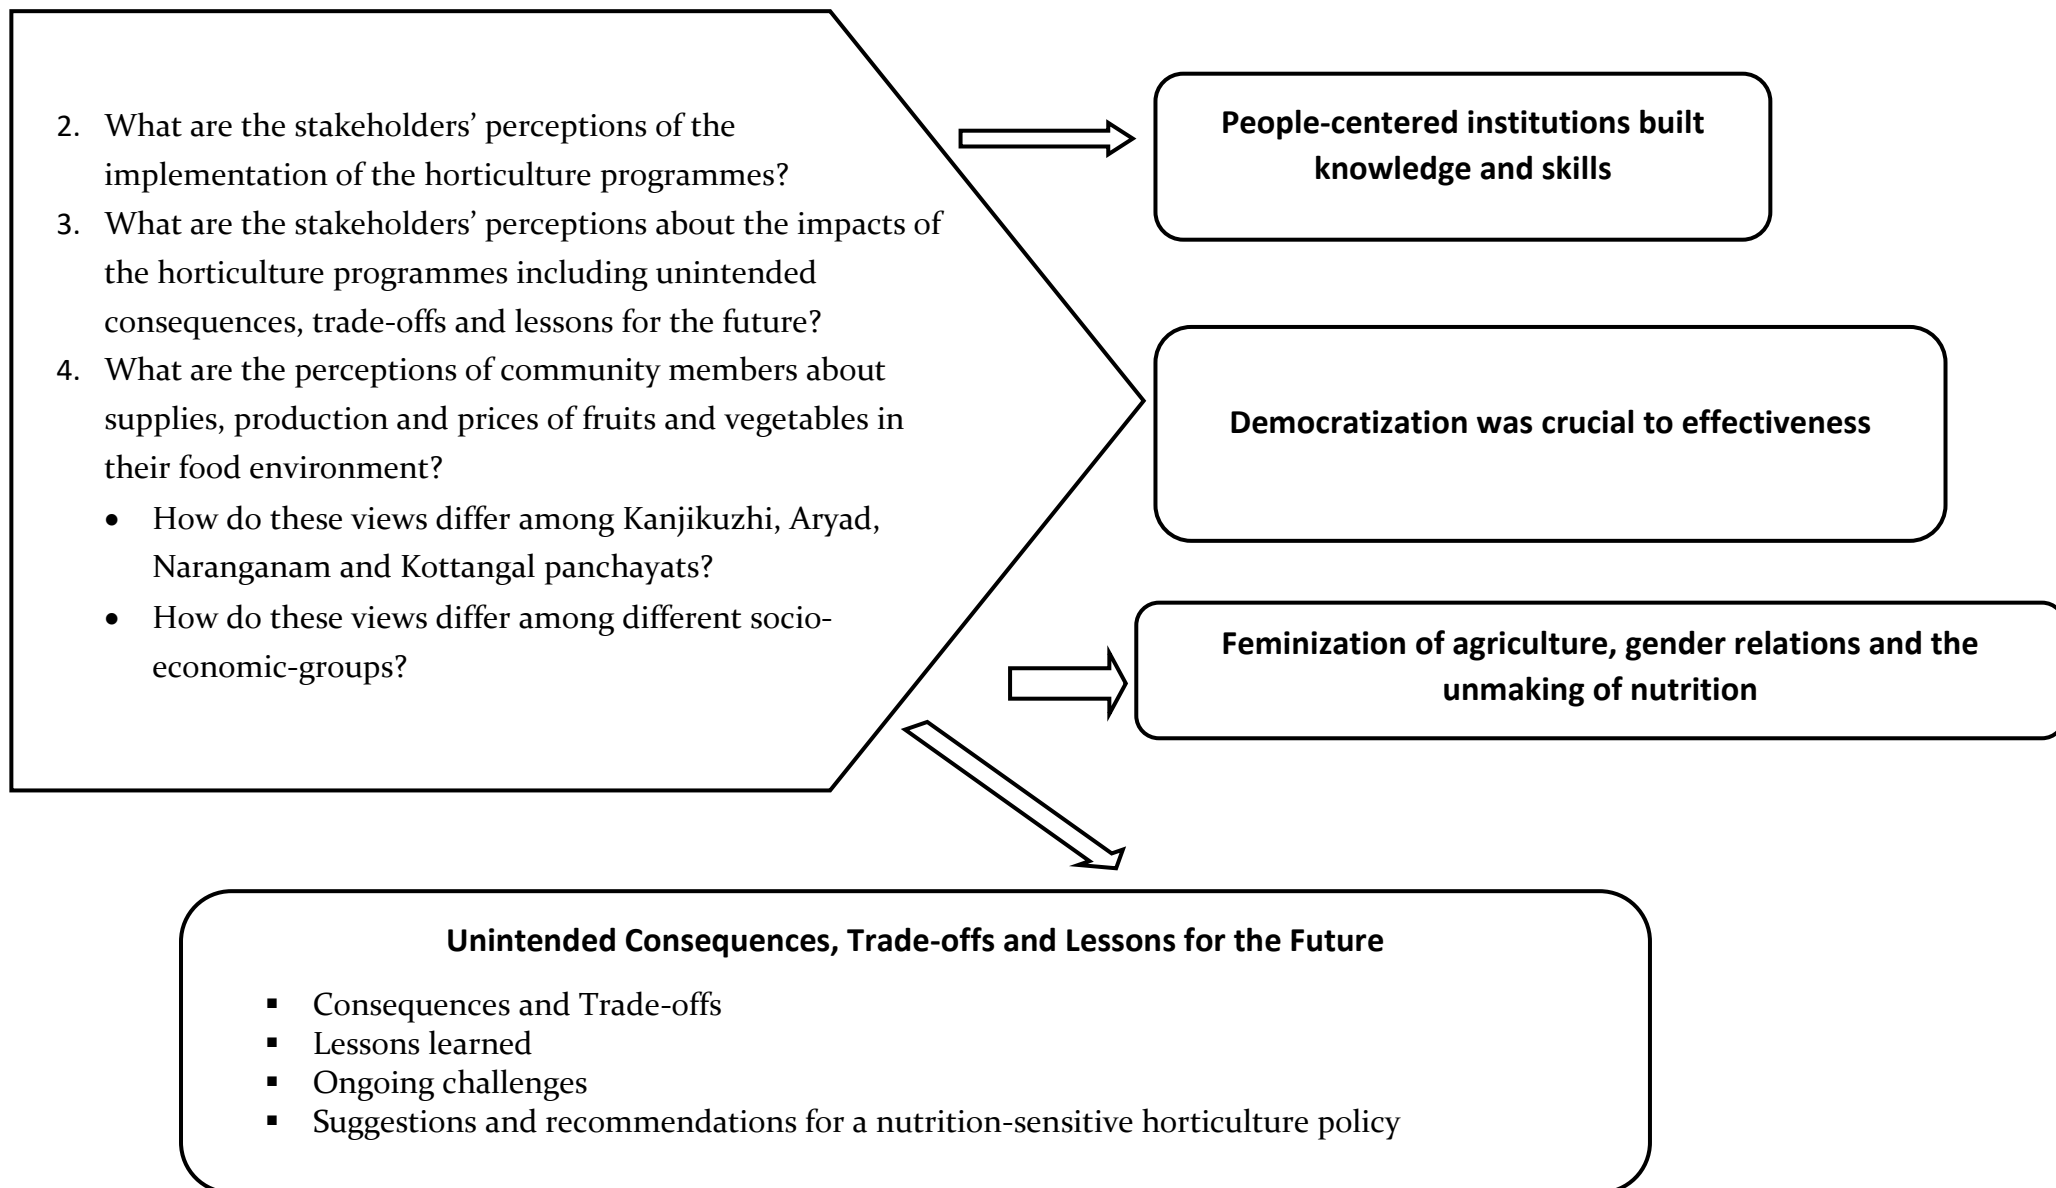 2. What are the stakeholders’ perceptions of the
implementation of the horticulture programmes?
3. What are the stakeholders’ perceptions about the impacts of
the horticulture programmes including unintended
consequences, trade-offs and lessons for the future?
4. What are the perceptions of community members about
supplies, production and prices of fruits and vegetables in
their food environment?
• How do these views differ among Kanjikuzhi, Aryad,
Naranganam and Kottangal panchayats?
• How do these views differ among different socio-
economic-groups?
People-centered institutions built
knowledge and skills
Democratization was crucial to effectiveness
Feminization of agriculture, gender relations and the
unmaking of nutrition
Unintended Consequences, Trade-offs and Lessons for the Future
▪ Consequences and Trade-offs
▪ Lessons learned
▪ Ongoing challenges
▪ Suggestions and recommendations for a nutrition-sensitive horticulture policy